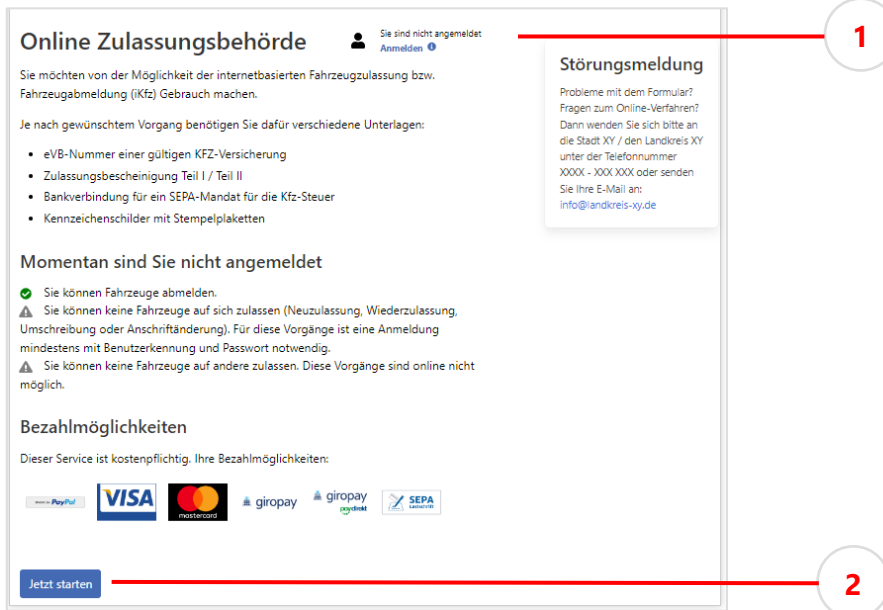 Online Zulassungsbehörde
Sie sind nicht angemeldet
Anmelden
1
Sie möchten von der Möglichkeit der internetbasierten Fahrzeugzulassung bzw.
Fahrzeugabmeldung (iKfz) Gebrauch machen.
Je nach gewünschtem Vorgang benötigen Sie dafür verschiedene Unterlagen:
• eVB-Nummer einer gültigen KFZ-Versicherung
• Zulassungsbescheinigung Teil I / Teil II
• Bankverbindung für ein SEPA-Mandat für die Kfz-Steuer
• Kennzeichenschilder mit Stempelplaketten
Störungsmeldung
Probleme mit dem Formular?
Fragen zum Online-Verfahren?
Dann wenden Sie sich bitte an
die Stadt XY / den Landkreis XY
unter der Telefonnummer
XXXX - XXX XXX oder senden
Sie Ihre E-Mail an:
info@landkreis-xy.de
Momentan sind Sie nicht angemeldet
Sie können Fahrzeuge abmelden.
Sie können keine Fahrzeuge auf sich zulassen (Neuzulassung, Wiederzulassung,
Umschreibung oder Anschriftänderung). Für diese Vorgänge ist eine Anmeldung
mindestens mit Benutzerkennung und Passwort notwendig.
Sie können keine Fahrzeuge auf andere zulassen. Diese Vorgänge sind online nicht
möglich.
Bezahlmöglichkeiten
Dieser Service ist kostenpflichtig. Ihre Bezahlmöglichkeiten:
PayPal
VISA
mastercard
giropay
giropay
paydirekt
SEPA
Lastschrift
Jetzt starten
2